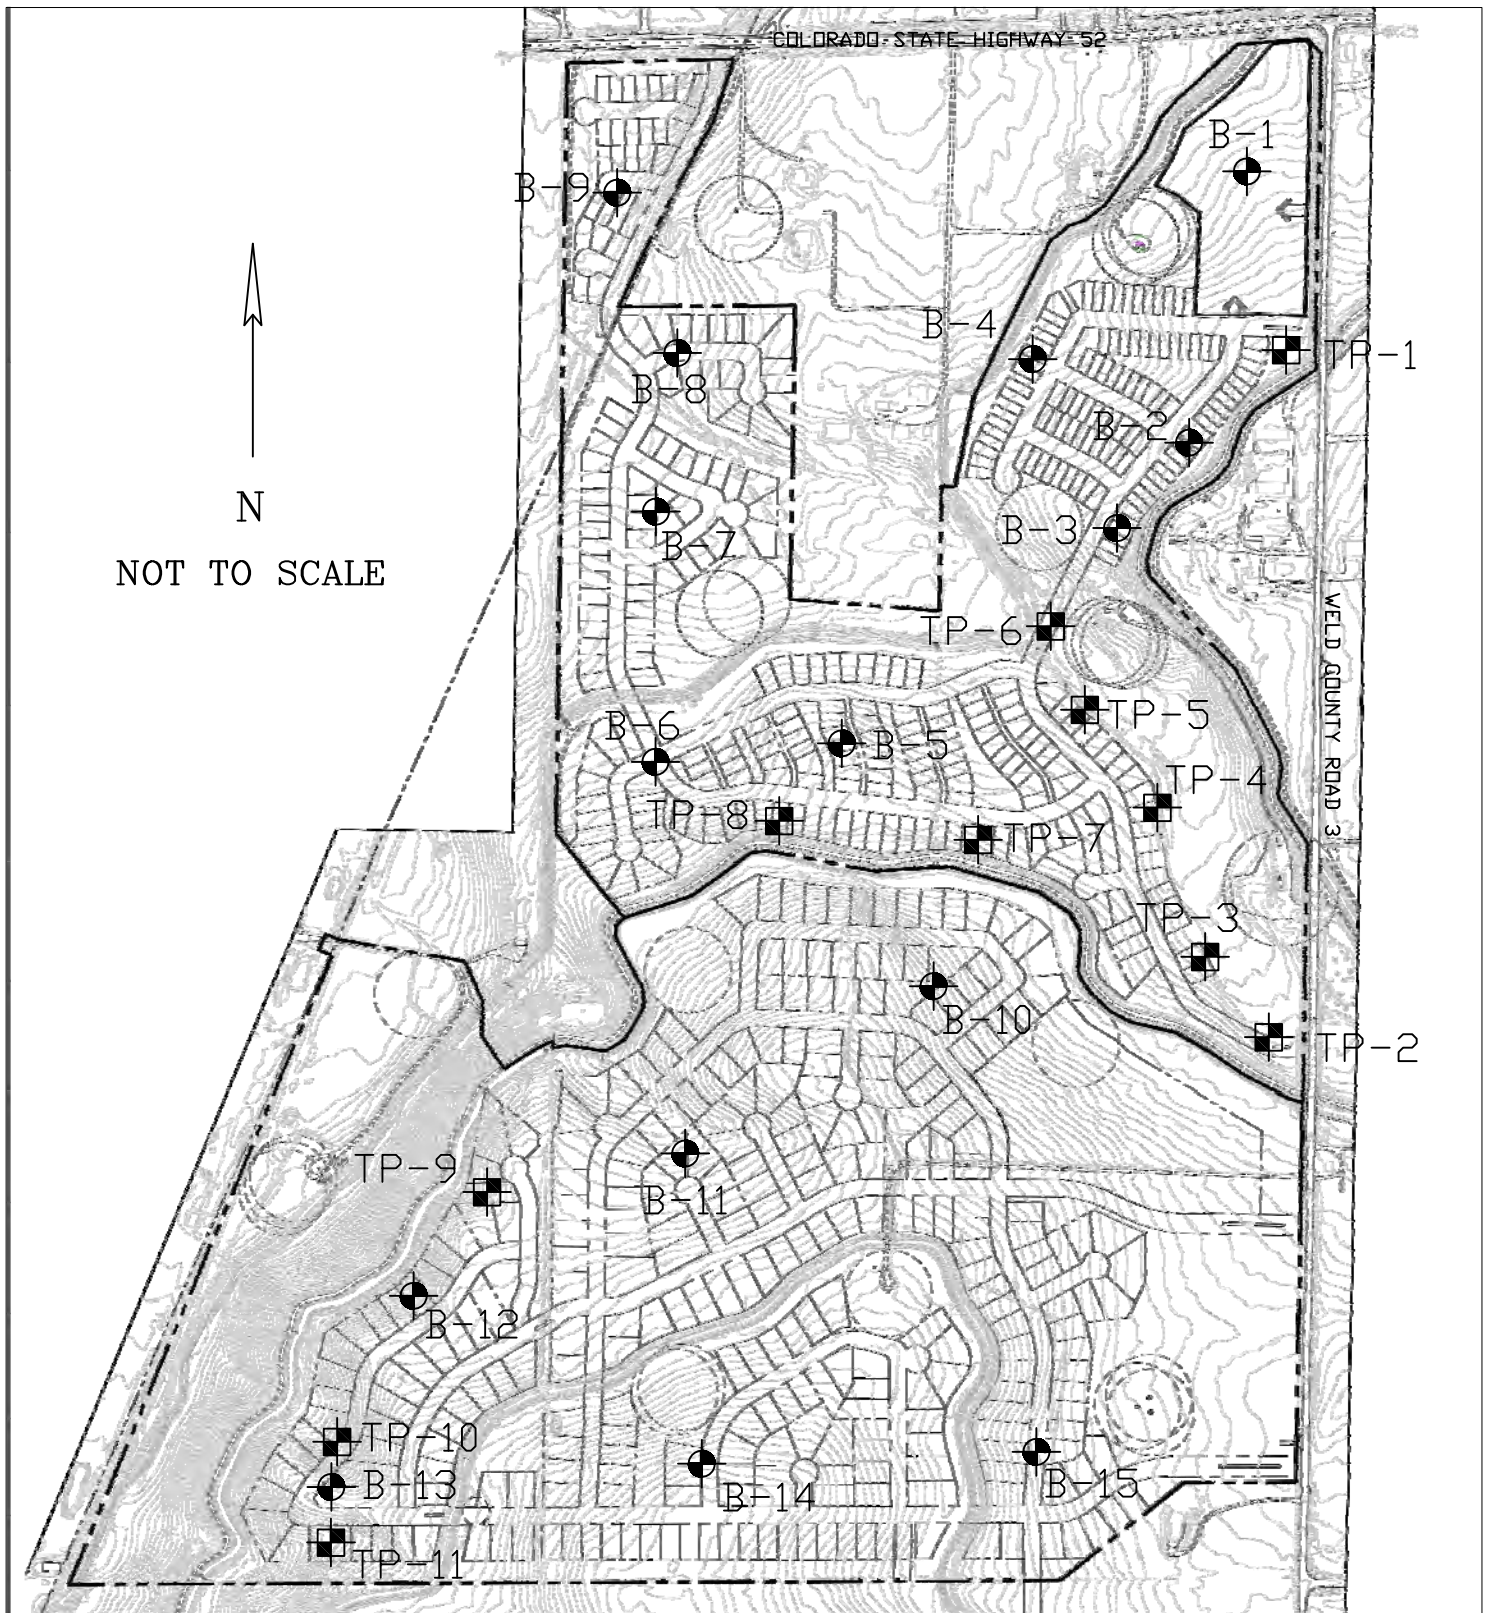 COLORADO STATE HIGHWAY 52
B-1
B-9
B-4
TP-1
B-8
B-2
N
B-3
B-7
NOT TO SCALE
WELD COUNTY ROAD 3
TP-6
TP-5
B-6
B-5
TP-4
TP-8
TP-7
TP-3
B-10
TP-2
TP-9
B-11
B-12
TP-10
B-13
B-14
B-15
TP-11